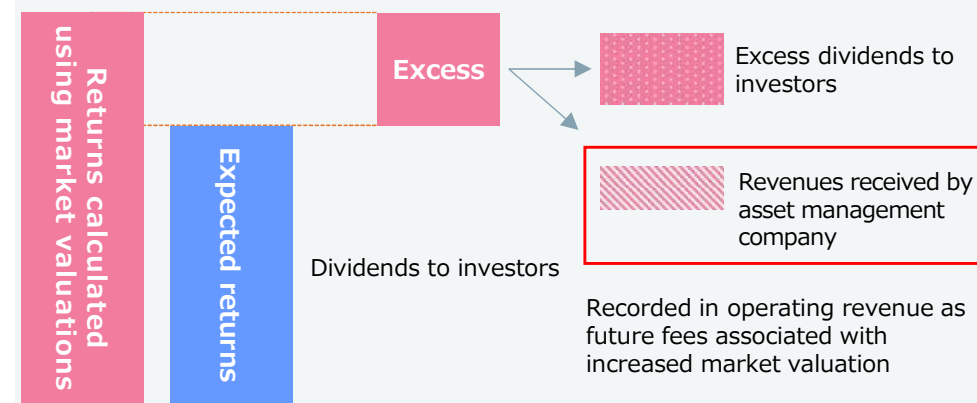 Returns calculated
using market valuations
Expected returns
Excess
Dividends to investors
Excess dividends to
investors
Revenues received by
asset management
company
Recorded in operating revenue as
future fees associated with
increased market valuation